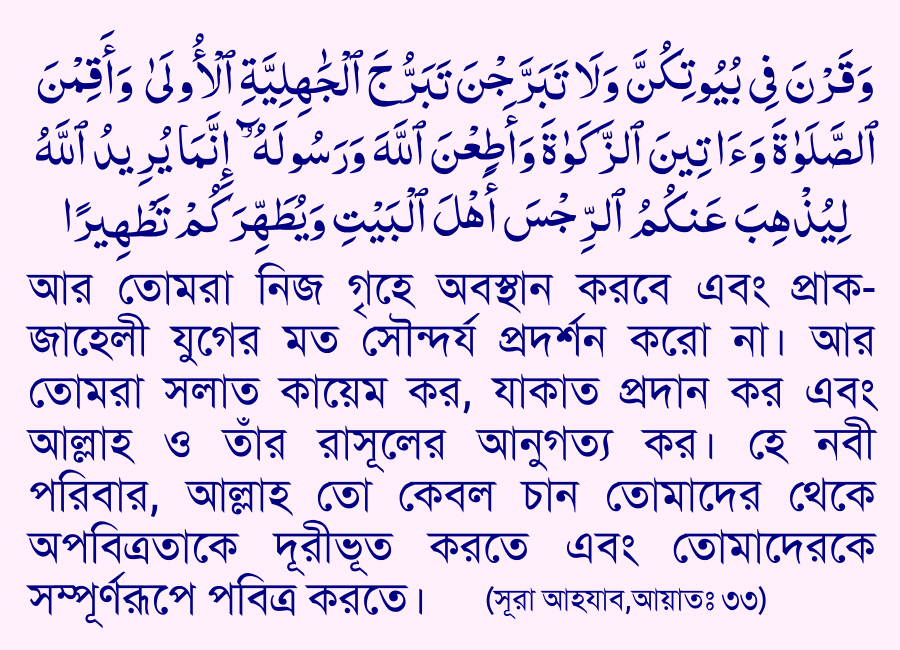 وَقَرْنَ فِى بُيُوتِكُنَّ وَلَا تَبَرَّجْنَ تَبَرُّجَ ٱلْجَٰهِلِيَّةِ ٱلْأُولَىٰ وَأَقِمْنَ
ٱلصَّلَوٰةَ وَءَاتِينَ ٱلزَّكَوٰةَ وَأَطِعْنَ ٱللَّهَ وَرَسُولَهُۥٓ إِنَّمَا يُرِيدُ ٱللَّهُ
لِيُذْهِبَ عَنكُمُ ٱلرِّجْسَ أَهْلَ ٱلْبَيْتِ وَيُطَهِّرَكُمْ تَطْهِيرًا
আর তোমরা নিজ গৃহে অবস্থান করবে এবং প্রাক-
জাহেলী যুগের মত সৌন্দর্য প্রদর্শন করো না। আর
তোমরা সলাত কায়েম কর, যাকাত প্রদান কর এবং
আল্লাহ ও তাঁর রাসূলের আনুগত্য কর। হে নবী
পরিবার, আল্লাহ তো কেবল চান তোমাদের থেকে
অপবিত্রতাকে দূরীভূত করতে এবং তোমাদেরকে
সম্পূর্ণরূপে পবিত্র করতে। (সূরা আহযাব,আয়াতঃ ৩৩)